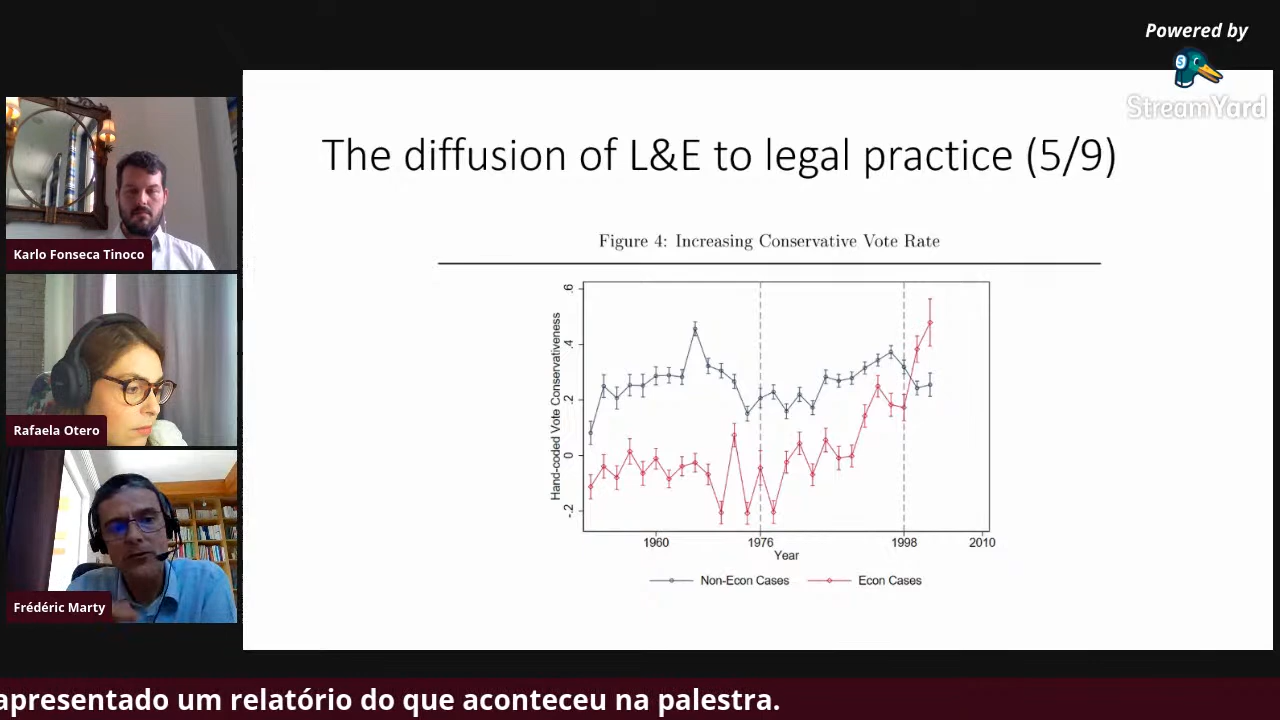 Powered by
StreamYard
The diffusion of L&E to legal practice (5/9)
Figure 4: Increasing Conservative Vote Rate
Hand-coded Vote Conservativeness
.6
.4
.2
0
-.2
1960
1976
1998
2010
Year
Non-Econ Cases
Econ Cases
Karlo Fonseca Tinoco
Rafaela Otero
Frédéric Marty
apresentado um relatório do que aconteceu na palestra.